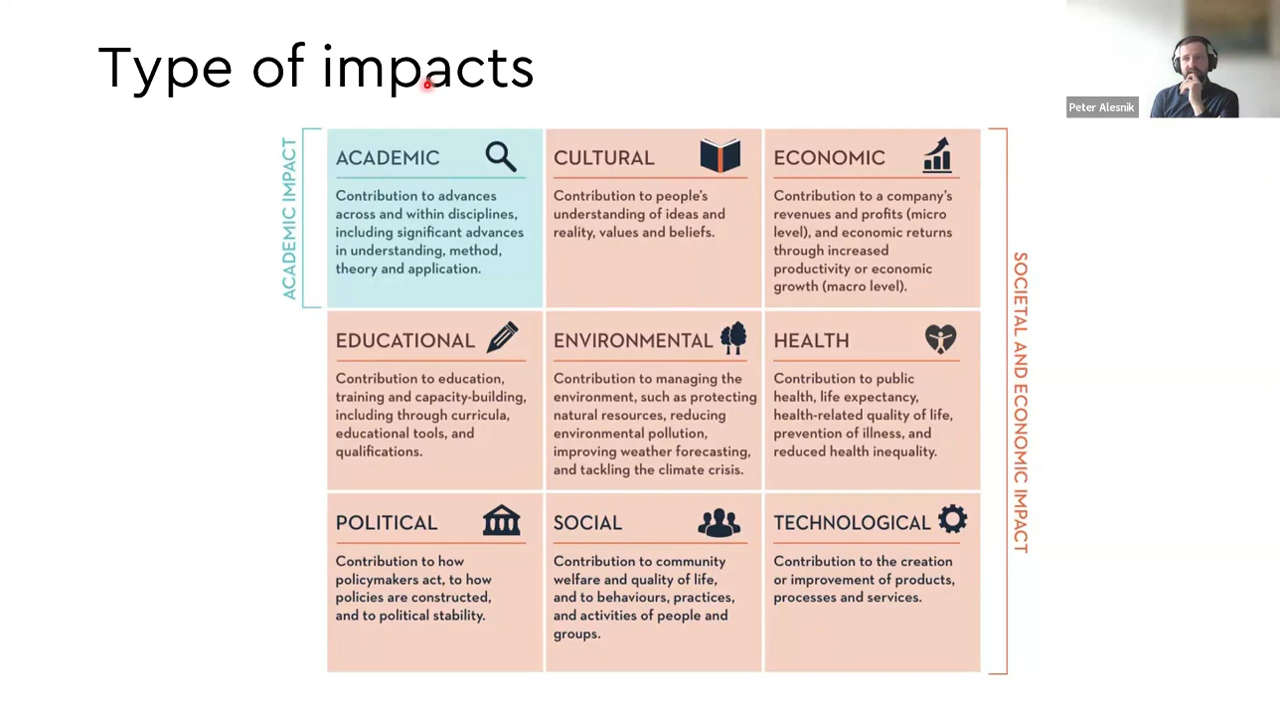 Type of impacts
Peter Alesnik
ACADEMIC IMPACT
ACADEMIC
Contribution to advances
across and within disciplines,
including significant advances
in understanding, method,
theory and application.
CULTURAL
Contribution to people's
understanding of ideas and
reality, values and beliefs.
ECONOMIC
Contribution to a company's
revenues and profits (micro
level), and economic returns
through increased
productivity or economic
growth (macro level).
EDUCATIONAL
Contribution to education,
training and capacity-building,
including through curricula,
educational tools, and
qualifications.
ENVIRONMENTAL
Contribution to managing the
environment, such as protecting
natural resources, reducing
environmental pollution,
improving weather forecasting,
and tackling the climate crisis.
HEALTH
Contribution to public
health, life expectancy,
health-related quality of life,
prevention of illness, and
reduced health inequality.
POLITICAL
Contribution to how
policymakers act, to how
policies are constructed,
and to political stability.
SOCIAL
Contribution to community
welfare and quality of life,
and to behaviours, practices,
and activities of people and
groups.
TECHNOLOGICAL
Contribution to the creation
or improvement of products,
processes and services.
SOCIETAL AND ECONOMIC IMPACT